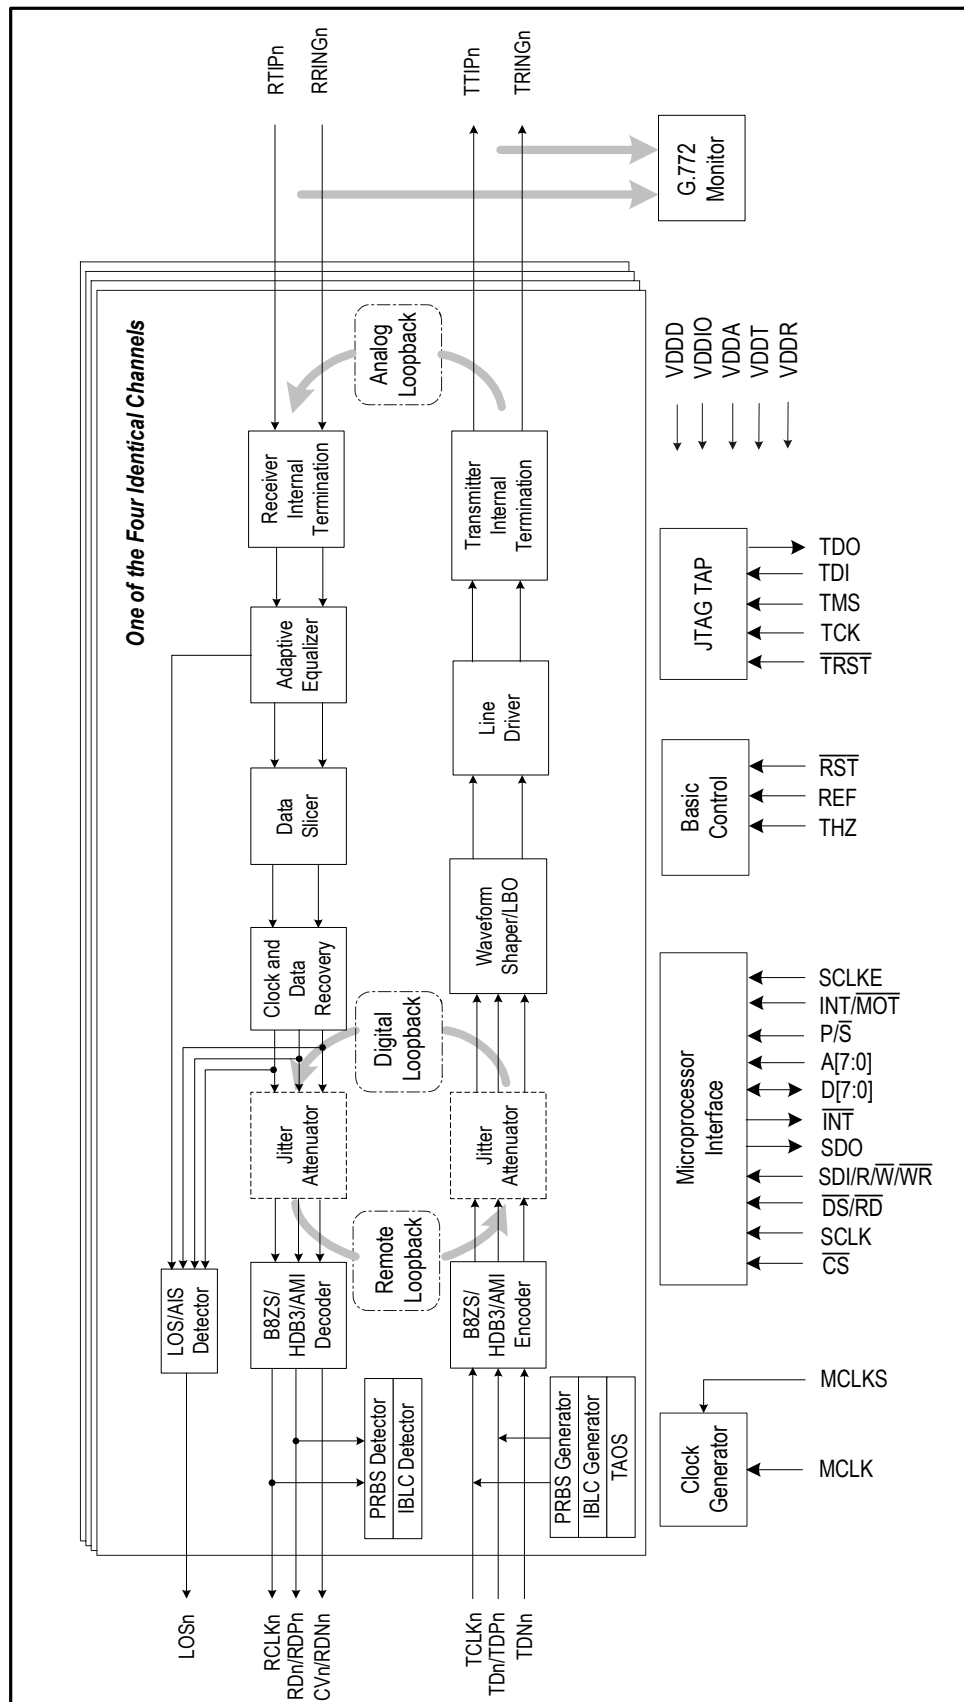 One of the Four Identical Channels
LOSn
LOS/AIS
Detector
RCLKn
RDn/RDPn
CVn/RDNn
PRBS Detector
IBLC Detector
B8ZS/
HDB3/AMI
Decoder
Jitter
Attenuator
Clock and
Data
Recovery
Data
Slicer
Adaptive
Equalizer
Receiver
Internal
Termination
RTIPn
RRINGn
Remote
Loopback
Digital
Loopback
Analog
Loopback
TCLKn
TDn/TDPn
TDNn
PRBS Generator
IBLC Generator
TAOS
B8ZS/
HDB3/AMI
Encoder
Jitter
Attenuator
Waveform
Shaper/LBO
Line
Driver
Transmitter
Internal
Termination
TTIPn
TRINGn
G.772
Monitor
VDDD
VDDIO
VDDA
VDDT
VDDR
JTAG TAP
TDO
TDI
TMS
TCK
TRST
Basic
Control
RST
REF
THZ
Microprocessor
Interface
SCLKE
INT/MOT
P/S
A[7:0]
D[7:0]
INT
SDO
SDI/R/W/WR
DS/RD
SCLK
CS
Clock
Generator
MCLKS
MCLK